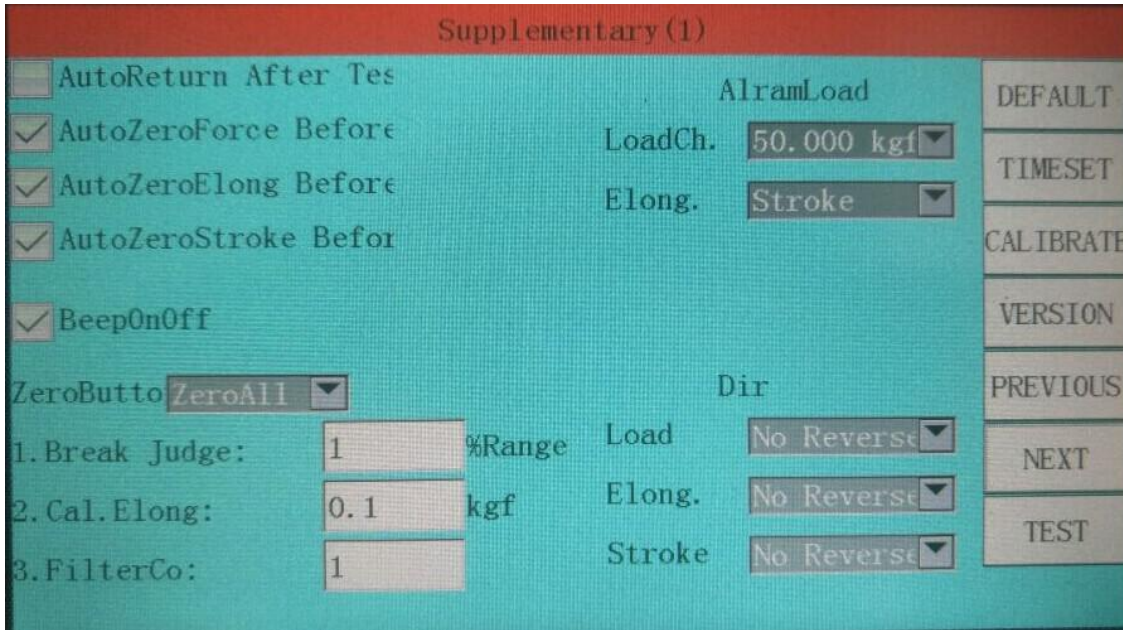 Supplementary(1)
AutoReturn After Tes
AutoZeroForce Before
AutoZeroElong Before
AutoZeroStroke Befor
BeepOnOff
ZeroButto ZeroAll
1.Break Judge: 1 %Range
2.Cal.Elong: 0.1 kgf
3.FilterCo: 1
AlramLoad
LoadCh. 50.000 kgf
Elong. Stroke
Dir
Load No Reverse
Elong. No Reverse
Stroke No Reverse
DEFAULT
TIMESET
CALIBRATE
VERSION
PREVIOUS
NEXT
TEST